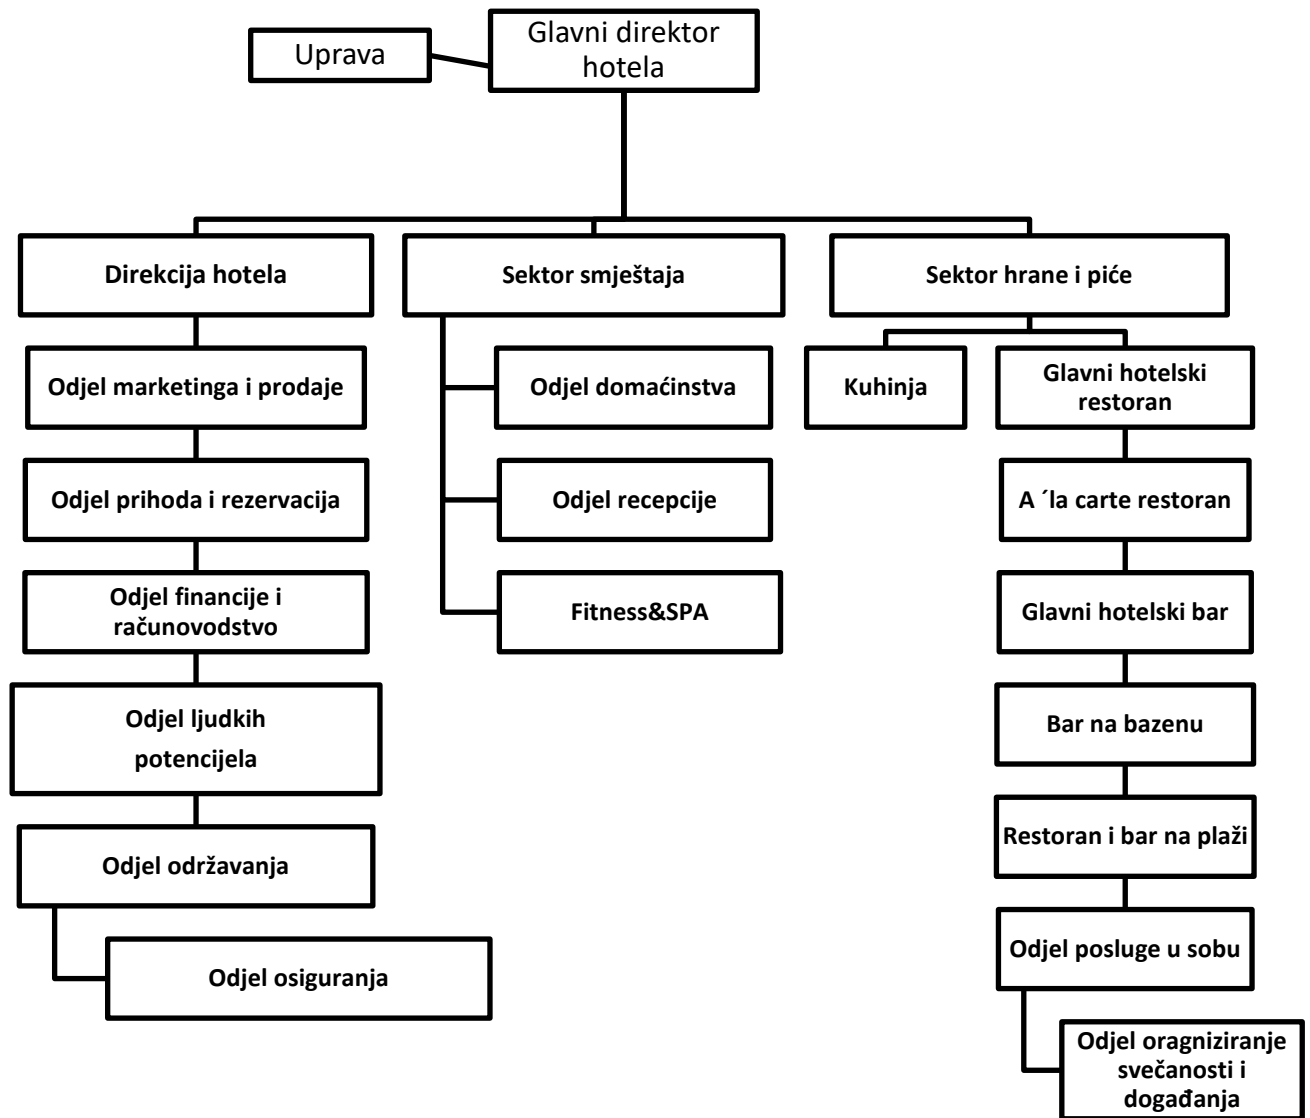 Uprava
Glavni direktor
hotela
Direkcija hotela
Sektor smještaja
Sektor hrane i piće
Odjel marketinga i prodaje
Odjel domaćinstva
Kuhinja
Glavni hotelski
restoran
Odjel prihoda i rezervacija
Odjel recepcije
A ´la carte restoran
Odjel financije i
računovodstvo
Fitness&SPA
Glavni hotelski bar
Odjel ljudkih
potencijela
Bar na bazenu
Odjel održavanja
Restoran i bar na plaži
Odjel osiguranja
Odjel posluge u sobu
Odjel oragniziranje
svečanosti i
događanja